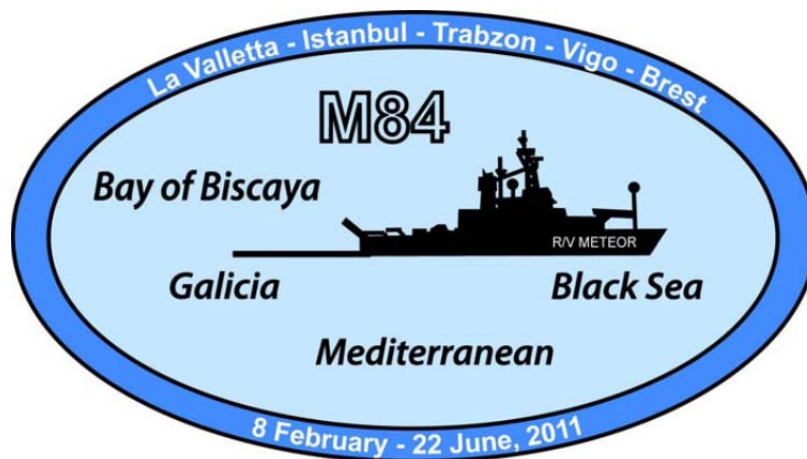 La Valletta - Istanbul - Trabzon - Vigo - Brest
M84
Bay of Biscaya
R/V METEOR
Galicia
Black Sea
Mediterranean
8 February - 22 June, 2011